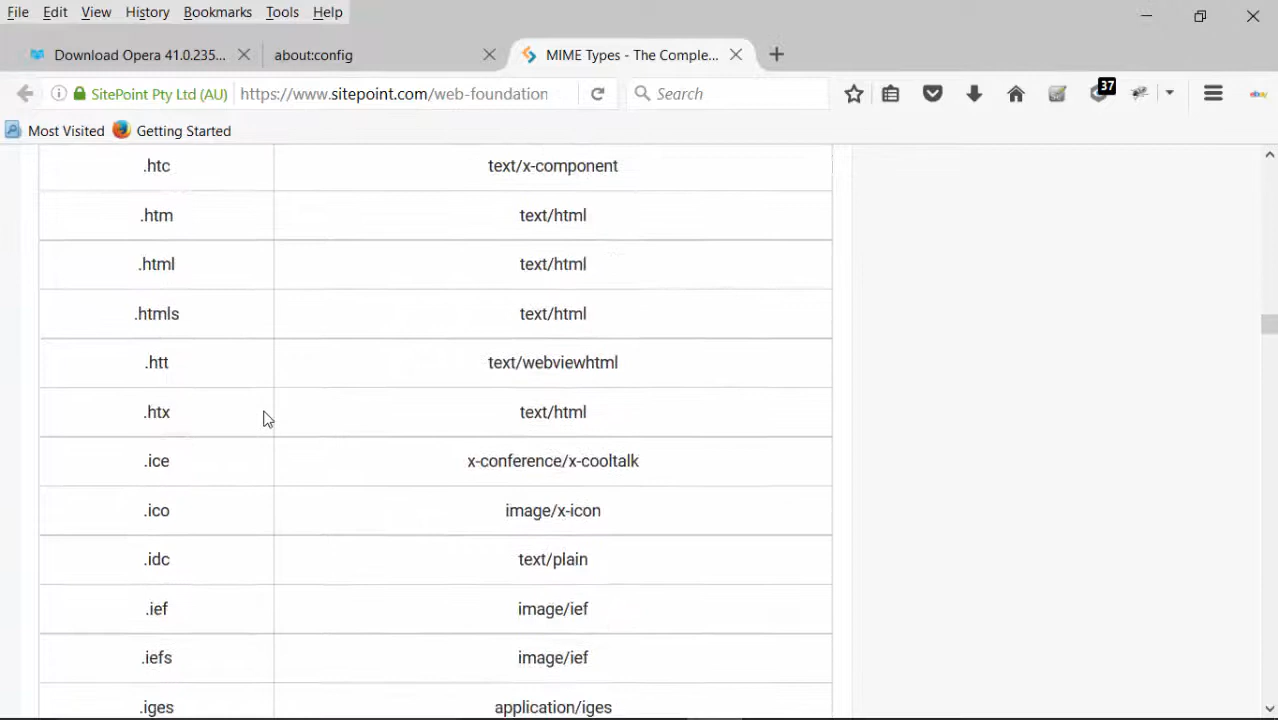 File Edit View History Bookmarks Tools Help
Download Opera 41.0.235... about:config MIME Types - The Comple...
SitePoint Pty Ltd (AU) https://www.sitepoint.com/web-foundation Search 37 ebay
Most Visited Getting Started
.htc text/x-component
.htm text/html
.html text/html
.htmls text/html
.htt text/webviewhtml
.htx text/html
.ice x-conference/x-cooltalk
.ico image/x-icon
.idc text/plain
.ief image/ief
.iefs image/ief
.iges application/iges